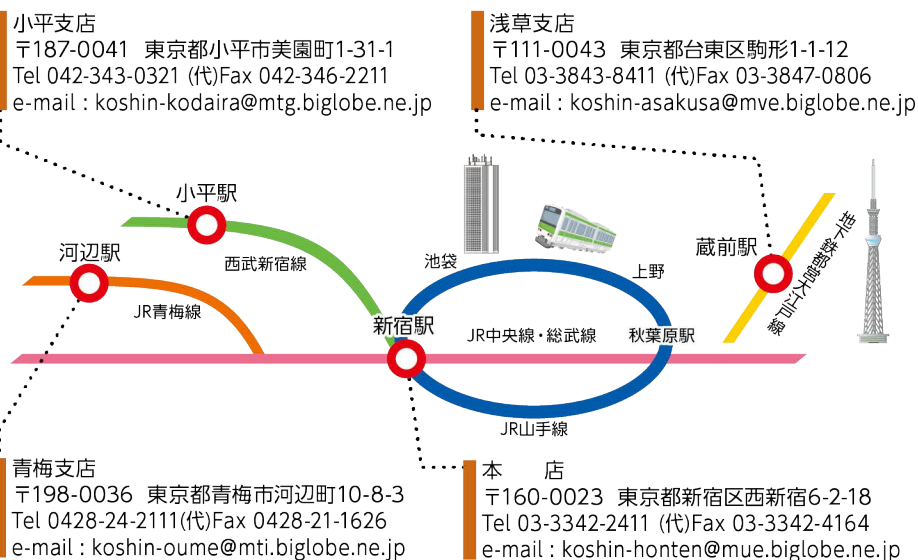 小平支店
〒187-0041 東京都小平市美園町1-31-1
Tel 042-343-0321 (代)Fax 042-346-2211
e-mail : koshin-kodaira@mtg.biglobe.ne.jp
浅草支店
〒111-0043 東京都台東区駒形1-1-12
Tel 03-3843-8411 (代)Fax 03-3847-0806
e-mail : koshin-asakusa@mve.biglobe.ne.jp
小平駅
河辺駅
西武新宿線
JR青梅線
池袋
上野
蔵前駅
地下鉄都営大江戸線
新宿駅
JR中央線・総武線
秋葉原駅
JR山手線
青梅支店
〒198-0036 東京都青梅市河辺町10-8-3
Tel 0428-24-2111(代)Fax 0428-21-1626
e-mail : koshin-oume@mti.biglobe.ne.jp
本 店
〒160-0023 東京都新宿区西新宿6-2-18
Tel 03-3342-2411 (代)Fax 03-3342-4164
e-mail : koshin-honten@mue.biglobe.ne.jp